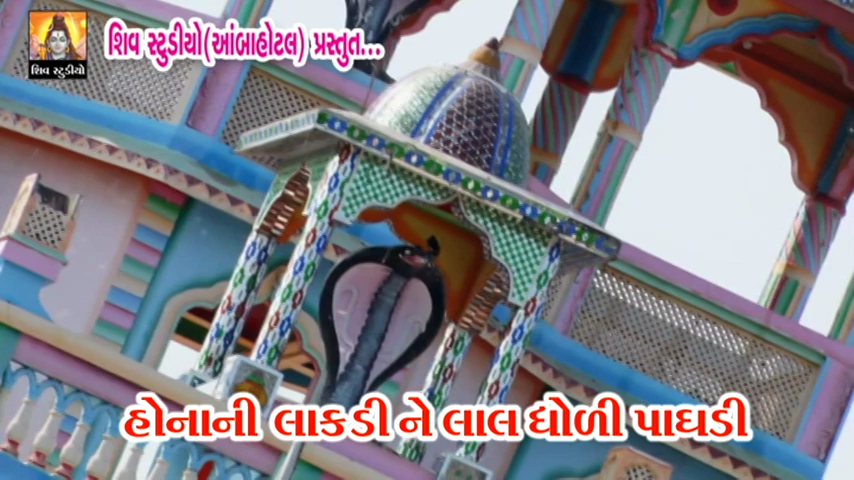 શિવ સ્ટુડીયો(આંબાહોટલ) પ્રસ્તુત...
શિવ સ્ટુડીયો
હોનાની લાકડી ને લાલ ધોળી પાઘડી